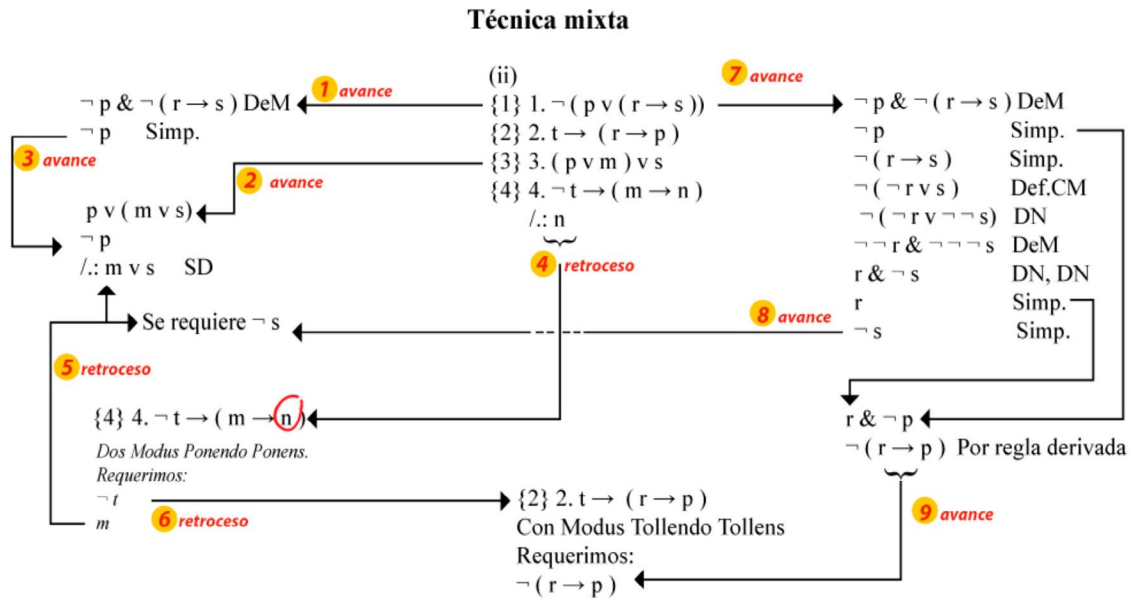 Técnica mixta
(ii)
1 avance
7 avance
¬ p & ¬ ( r → s ) DeM
{1} 1. ¬ ( p v ( r → s ))
¬ p & ¬ ( r → s ) DeM
¬ p Simp.
{2} 2. t → ( r → p )
¬ p Simp.
3 avance
2 avance
{3} 3. ( p v m ) v s
¬ ( r → s ) Simp.
{4} 4. ¬ t → ( m → n )
¬ ( ¬ r v s ) Def.CM
p v ( m v s)
/.: n
¬ ( ¬ r v ¬ ¬ s) DN
¬ p
¬ ¬ r & ¬ ¬ ¬ s DeM
/.: m v s SD
4 retroceso
r & ¬ s DN, DN
r Simp.
Se requiere ¬ s
8 avance
¬ s Simp.
5 retroceso
{4} 4. ¬ t → ( m → n )
r & ¬ p
Dos Modus Ponendo Ponens.
¬ ( r → p ) Por regla derivada
Requerimos:
¬ t
{2} 2. t → ( r → p )
m
6 retroceso
9 avance
Con Modus Tollendo Tollens
Requerimos:
¬ ( r → p )